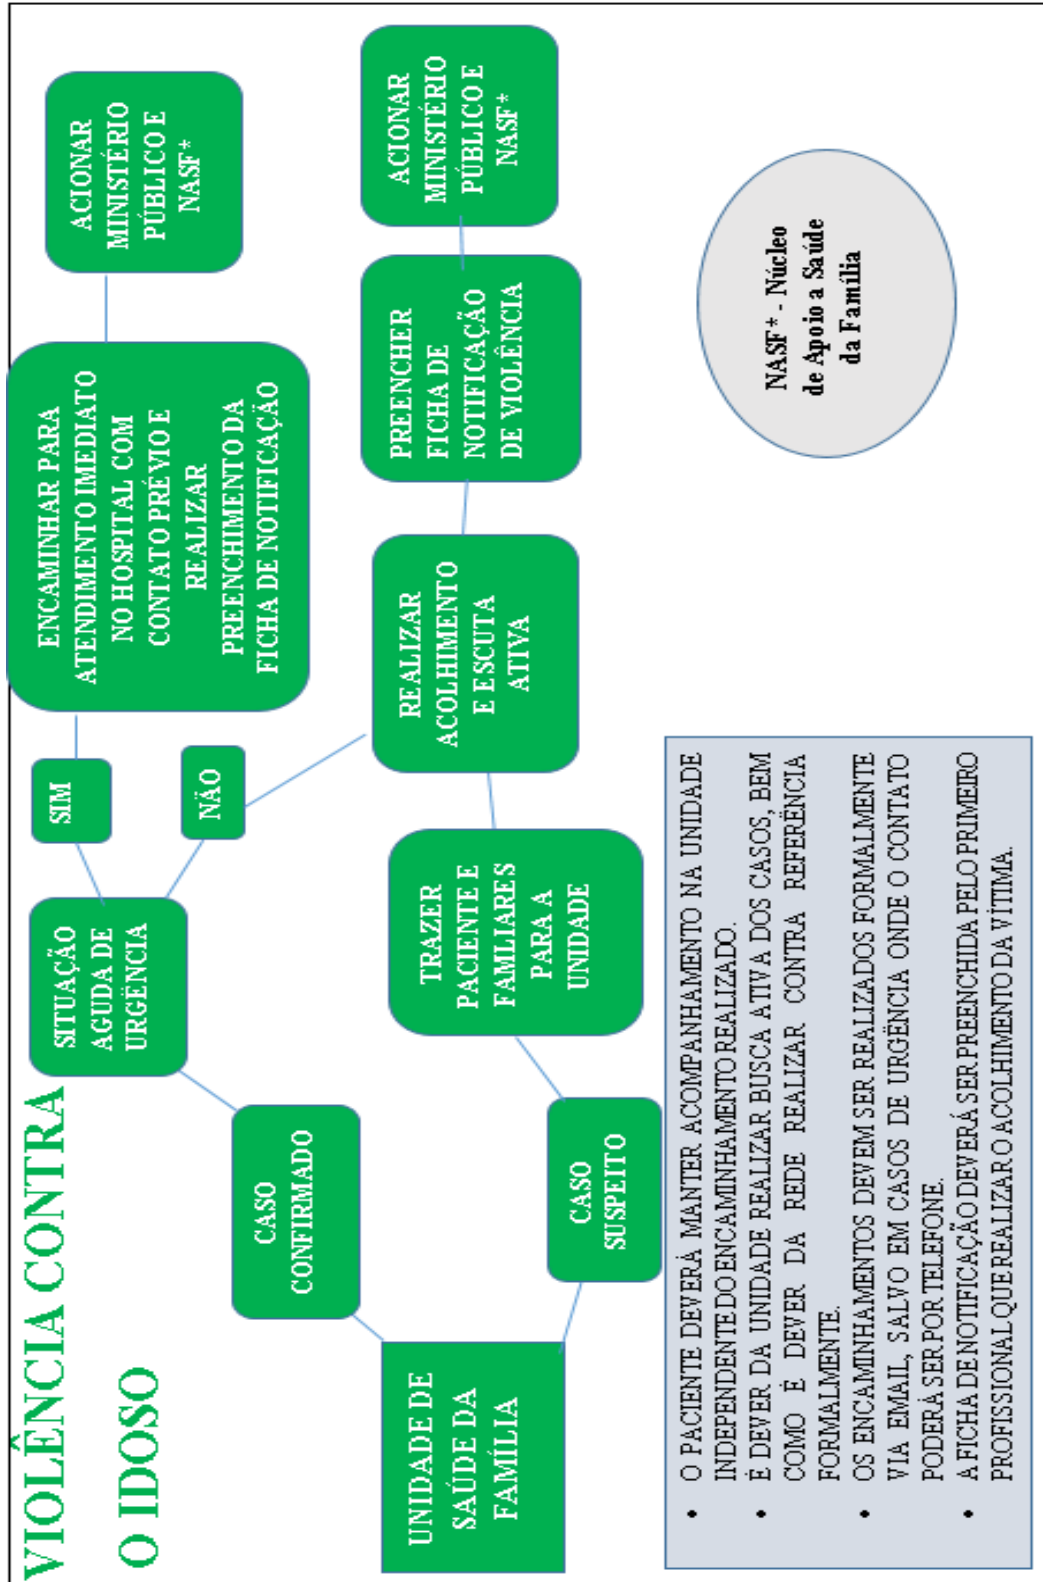 VIOLÊNCIA CONTRA
O IDOSO
UNIDADE DE
SAÚDE DA
FAMÍLIA
CASO
CONFIRMADO
SITUAÇÃO
AGUDA DE
URGËNCIA
SIM
ENCAMINHAR PARA
ATENDIMENTO IMEDIATO
NO HOSPITAL COM
CONTATO PRÉVIO E
REALIZAR
PREENCHIMENTO DA
FICHA DE NOTIFICAÇÃO
ACIONAR
MINISTÉRIO
PÚBLICO E
NASF*
NÃO
CASO
SUSPEITO
TRAZER
PACIENTE E
FAMLIARES
PARA A
UNIDADE
REALIZAR
ACOLHIMENTO
E ESCUTA
ATIVA
PREENCHER
FICHA DE
NOTIFICAÇÃO
DE VIOLÊNCIA
ACIONAR
MINISTÉRIO
PÚBLICO E
NASF*
• O PACIENTE DEVERÁ MANTER ACOMPANHAMENTO NA UNIDADE
INDEPENDENTE DO ENCAMINHAMENTO REALIZADO.
• É DEVER DA UNIDADE REALIZAR BUSCA ATIVA DOS CASOS, BEM
COMO É DEVER DA REDE REALIZAR CONTRA REFERÊNCIA
FORMALMENTE.
• OS ENCAMINHAMENTOS DEVEM SER REALIZADOS FORMALMENTE
VIA EMAIL, SALVO EM CASOS DE URGËNCIA ONDE O CONTATO
PODERÁ SER POR TELEFONE.
• A FICHA DE NOTIFICAÇÃO DEVERÁ SER PREENCHIDA PELO PRIMEIRO
PROFISSIONAL QUE REALIZAR O ACOLHIMENTO DA VÍTIMA.
NASF* - Núcleo
de Apoio a Saúde
da Família